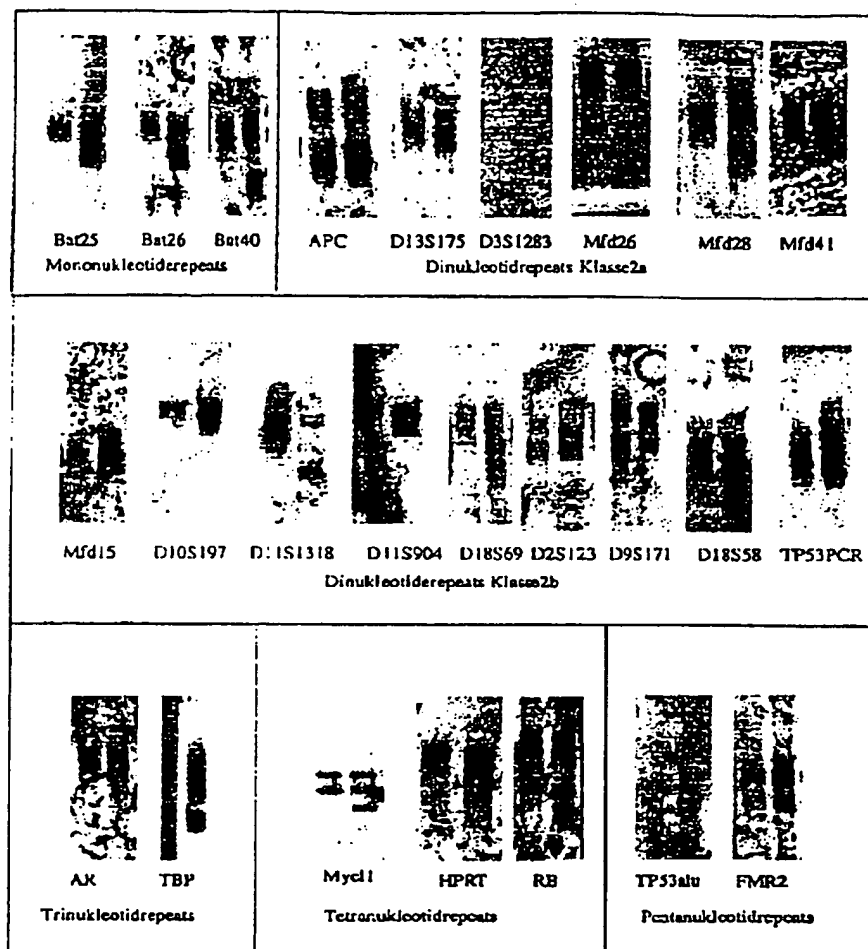 Bat25 Bat26 Bat40 APC D13S175 D3S1283 Mfd26 Mfd28 Mfd41
Mononukleotiderepeats Dinukleotidrepeats Klasse2a
Mfd15 D10S197 D11S1318 D11S904 D18S69 D2S123 D9S171 D18S58 TP53PCR
Dinukleotiderepeats Klasse2b
AR TBP Mycl1 HPRT RB TP53alu FMR2
Trinukleotidrepeats Tetranukleotidrepeats Pentanukleotidrepeats